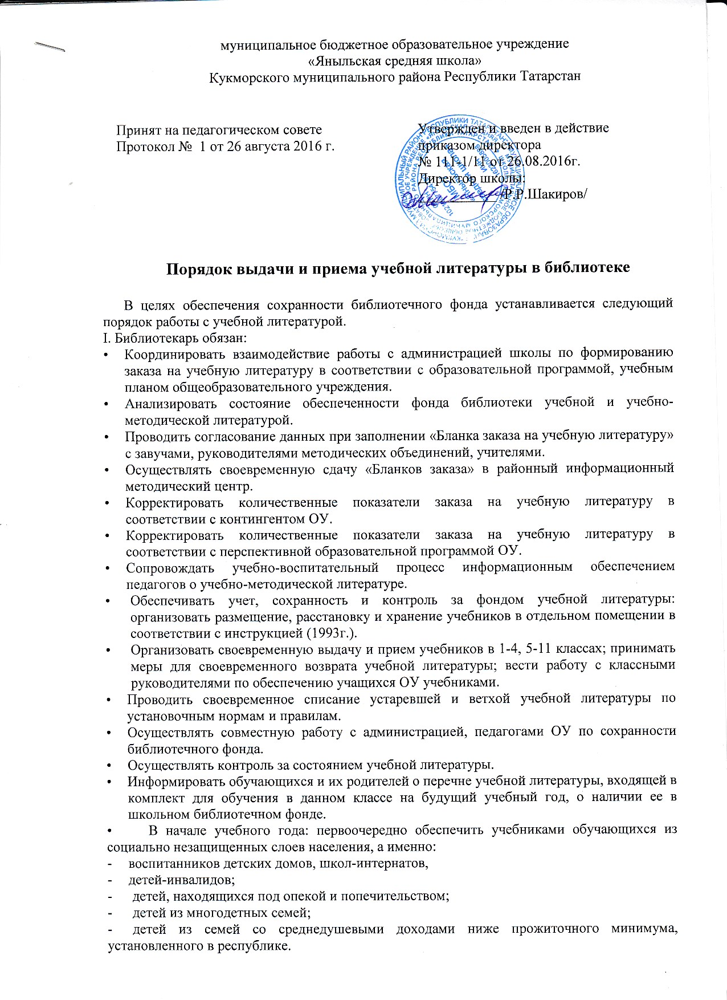 муниципальное бюджетное образовательное учреждение
«Яныльская средняя школа»
Кукморского муниципального района Республики Татарстан
Принят на педагогическом совете
Протокол №  1 от 26 августа 2016 г.
Утвержден и введен в действие
приказом директора
№ 111-1/11 от 26.08.2016г.
Директор школы:
/Р.Р.Шакиров/
Порядок выдачи и приема учебной литературы в библиотеке
В целях обеспечения сохранности библиотечного фонда устанавливается следующий
порядок работы с учебной литературой.
I. Библиотекарь обязан:
• Координировать взаимодействие работы с администрацией школы по формированию
заказа на учебную литературу в соответствии с образовательной программой, учебным
планом общеобразовательного учреждения.
• Анализировать состояние обеспеченности фонда библиотеки учебной и учебно-
методической литературой.
• Проводить согласование данных при заполнении «Бланка заказа на учебную литературу»
с завучами, руководителями методических объединений, учителями.
• Осуществлять своевременную сдачу «Бланков заказа» в районный информационный
методический центр.
• Корректировать количественные показатели заказа на учебную литературу в
соответствии с контингентом ОУ.
• Корректировать количественные показатели заказа на учебную литературу в
соответствии с перспективной образовательной программой ОУ.
• Сопровождать учебно-воспитательный процесс информационным обеспечением
педагогов о учебно-методической литературе.
• Обеспечивать учет, сохранность и контроль за фондом учебной литературы:
организовать размещение, расстановку и хранение учебников в отдельном помещении в
соответствии с инструкцией (1993г.).
• Организовать своевременную выдачу и прием учебников в 1-4, 5-11 классах; принимать
меры для своевременного возврата учебной литературы; вести работу с классными
руководителями по обеспечению учащихся ОУ учебниками.
• Проводить своевременное списание устаревшей и ветхой учебной литературы по
установочным нормам и правилам.
• Осуществлять совместную работу с администрацией, педагогами ОУ по сохранности
библиотечного фонда.
• Осуществлять контроль за состоянием учебной литературы.
• Информировать обучающихся и их родителей о перечне учебной литературы, входящей в
комплект для обучения в данном классе на будущий учебный год, о наличии ее в
школьном библиотечном фонде.
• В начале учебного года: первоочередно обеспечить учебниками обучающихся из
социально незащищенных слоев населения, а именно:
- воспитанников детских домов, школ-интернатов,
- детей-инвалидов;
- детей, находящихся под опекой и попечительством;
- детей из многодетных семей;
- детей из семей со среднедушевыми доходами ниже прожиточного минимума,
установленного в республике.